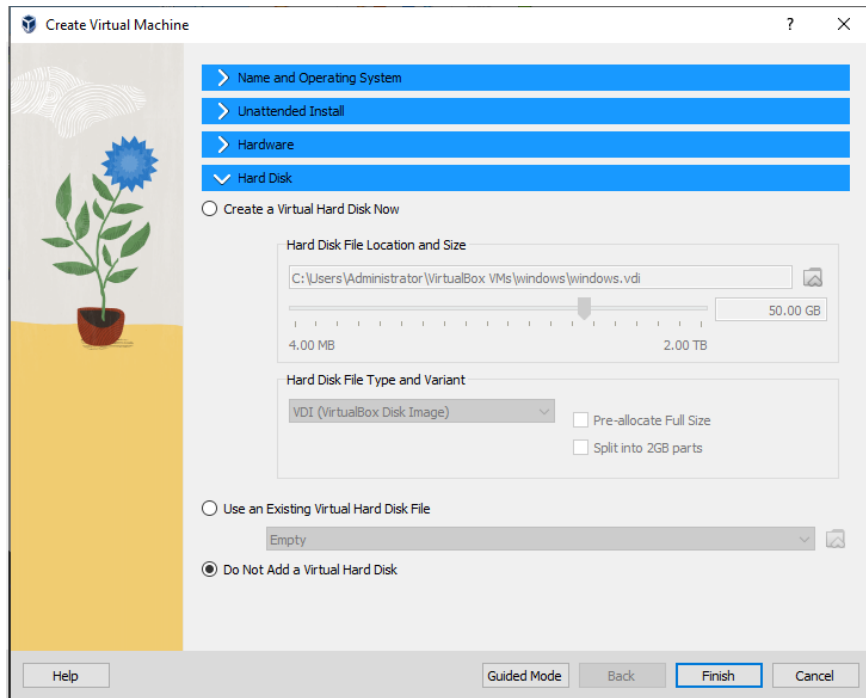 Create Virtual Machine
?
Name and Operating System
Unattended Install
Hardware
Hard Disk
Create a Virtual Hard Disk Now
Hard Disk File Location and Size
C:\Users\Administrator\VirtualBox VMs\windows\windows.vdi
50.00 GB
4.00 MB 2.00 TB
Hard Disk File Type and Variant
VDI (VirtualBox Disk Image)
Pre-allocate Full Size
Split into 2GB parts
Use an Existing Virtual Hard Disk File
Empty
Do Not Add a Virtual Hard Disk
Help Guided Mode Back Finish Cancel